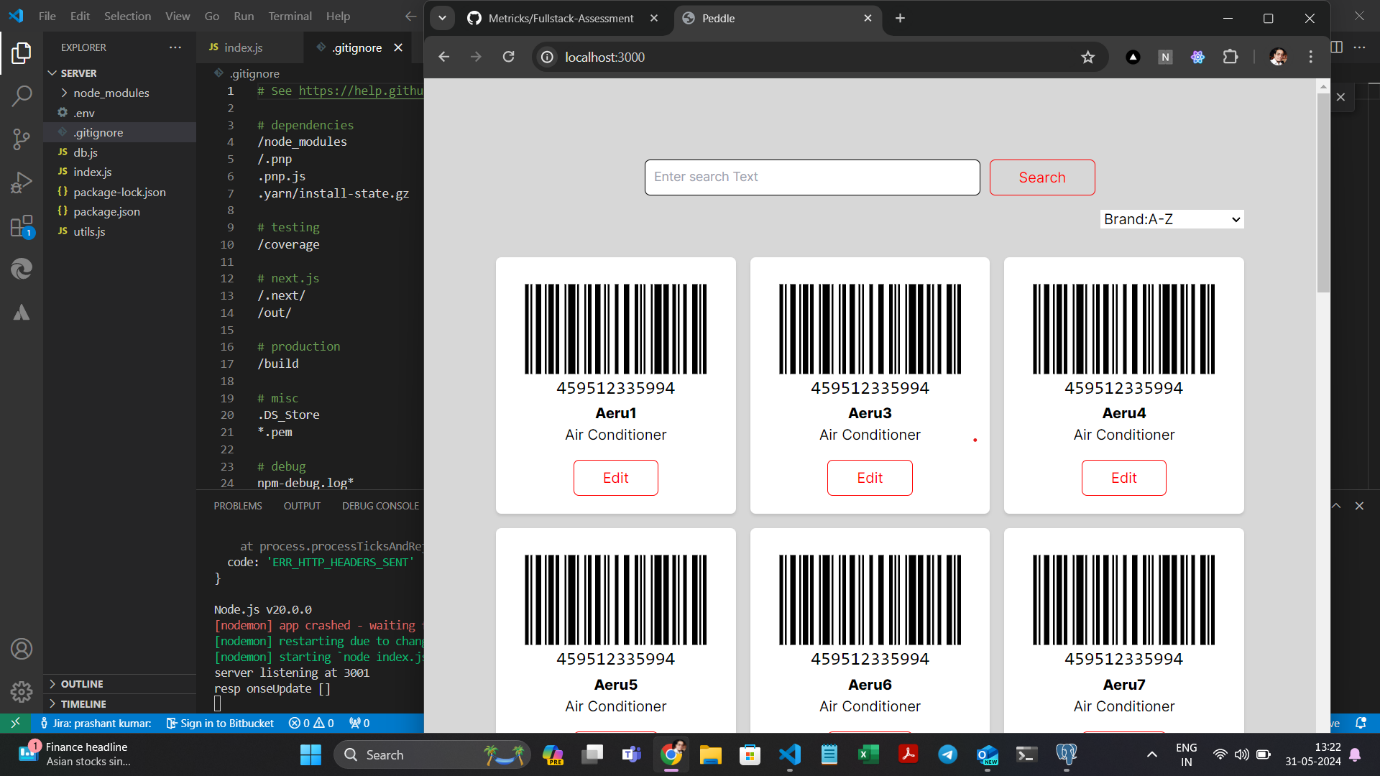 File Edit Selection View Go Run Terminal Help
Metricks/Fullstack-Assessment
Peddle
localhost:3000
N
EXPLORER
SERVER
node_modules
.env
.gitignore
JS db.js
JS index.js
{} package-lock.json
{} package.json
JS utils.js
OUTLINE
TIMELINE
1
JS index.js
.gitignore
.gitignore
1 # See https://help.githu
2
3 # dependencies
4 /node_modules
5 /.pnp
6 .pnp.js
7 .yarn/install-state.gz
8
9 # testing
10 /coverage
11
12 # next.js
13 /.next/
14 /out/
15
16 # production
17 /build
18
19 # misc
20 .DS_Store
21 *.pem
22
23 # debug
24 npm-debug.log*
PROBLEMS OUTPUT DEBUG CONSOLE
at process.processTicksAndRej
code: 'ERR_HTTP_HEADERS_SENT'
}
Node.js v20.0.0
[nodemon] app crashed - waiting
[nodemon] restarting due to chang
[nodemon] starting `node index.js
server listening at 3001
resp onseUpdate []
Enter search Text
Search
Brand:A-Z
459512335994 459512335994 459512335994
Aeru1 Aeru3 Aeru4
Air Conditioner Air Conditioner Air Conditioner
Edit Edit Edit
459512335994 459512335994 459512335994
Aeru5 Aeru6 Aeru7
Air Conditioner Air Conditioner Air Conditioner
Jira: prashant kumar: Sign in to Bitbucket 0 0 0
ve
1 Finance headline
Asian stocks sin...
Search
PRE
NEW
ENG
IN
13:22
31-05-2024